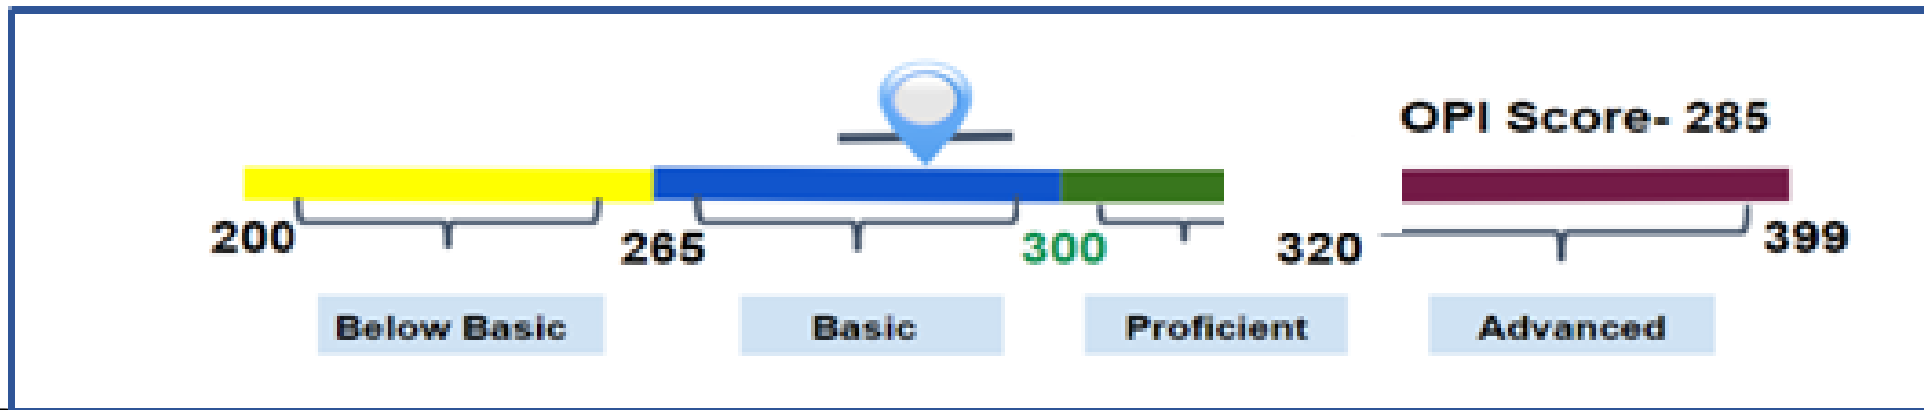 OPI Score- 285
200 265 300 320 399
Below Basic Basic Proficient Advanced